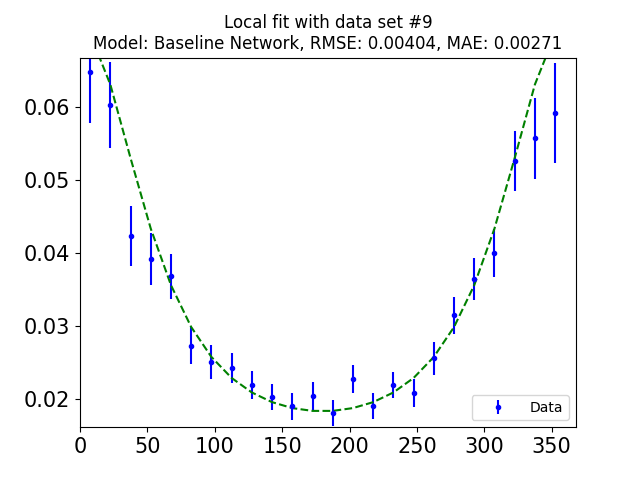 Local fit with data set #9
Model: Baseline Network, RMSE: 0.00404, MAE: 0.00271
0.06
0.05
0.04
0.03
0.02
Data
0 50 100 150 200 250 300 350